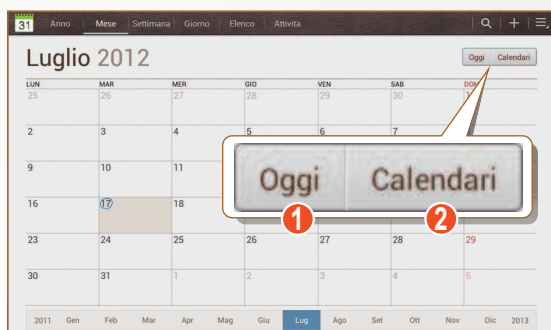 31 Anno Mese Settimana Giorno Elenco Attività
Luglio 2012
Oggi Calendari
LUN MAR MER GIO VEN SAB DOM
25 26 27 28 29 30 1
2 3 4 5 6 7
9 10 11
Oggi Calendari
1 2
16 17 18
23 24 25 26 27 28 29
30 31 1 2 3 4 5
2011 Gen Feb Mar Apr Mag Giu Lug Ago Set Ott Nov Dic 2013